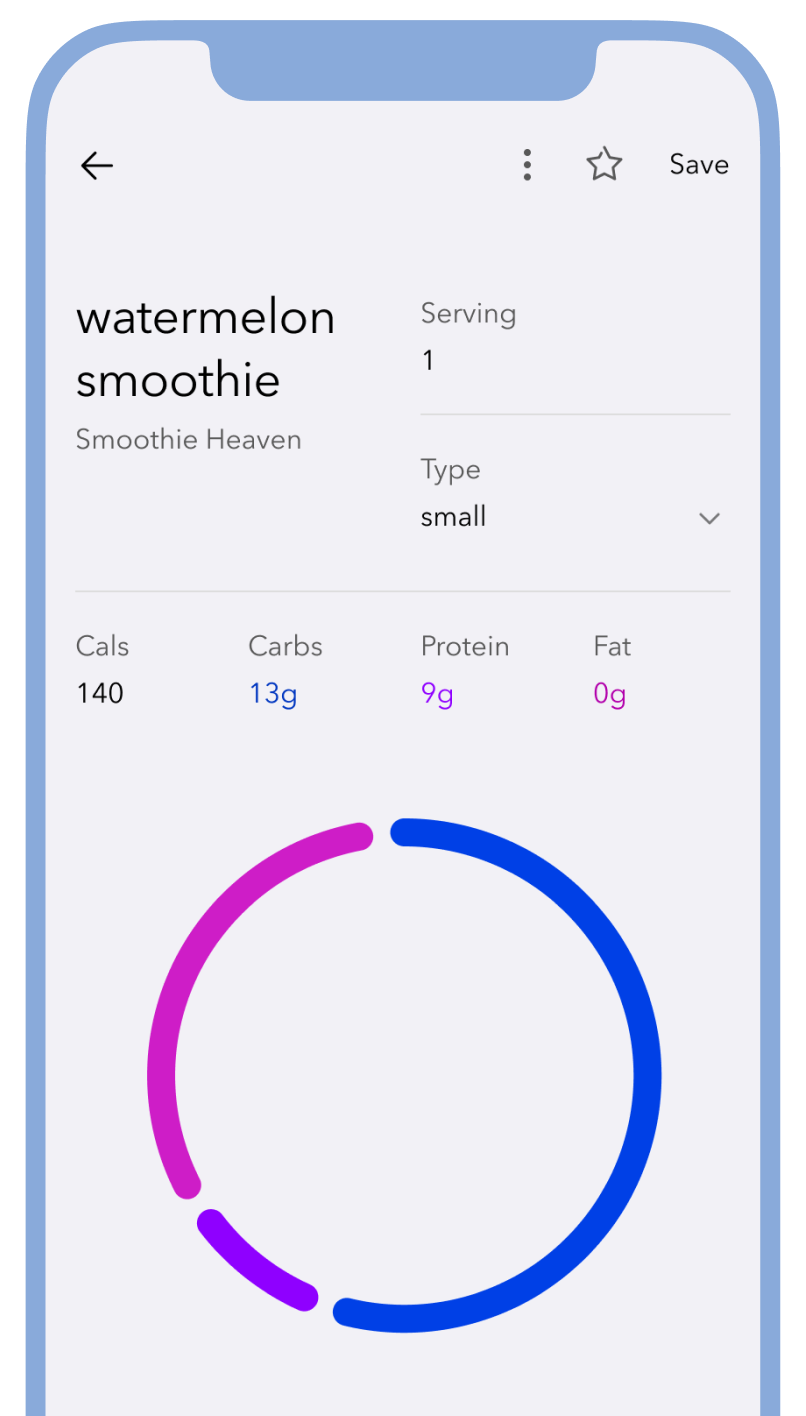 Save
watermelon
smoothie
Smoothie Heaven
Serving
1
Type
small
Cals
140
Carbs
13g
Protein
9g
Fat
0g